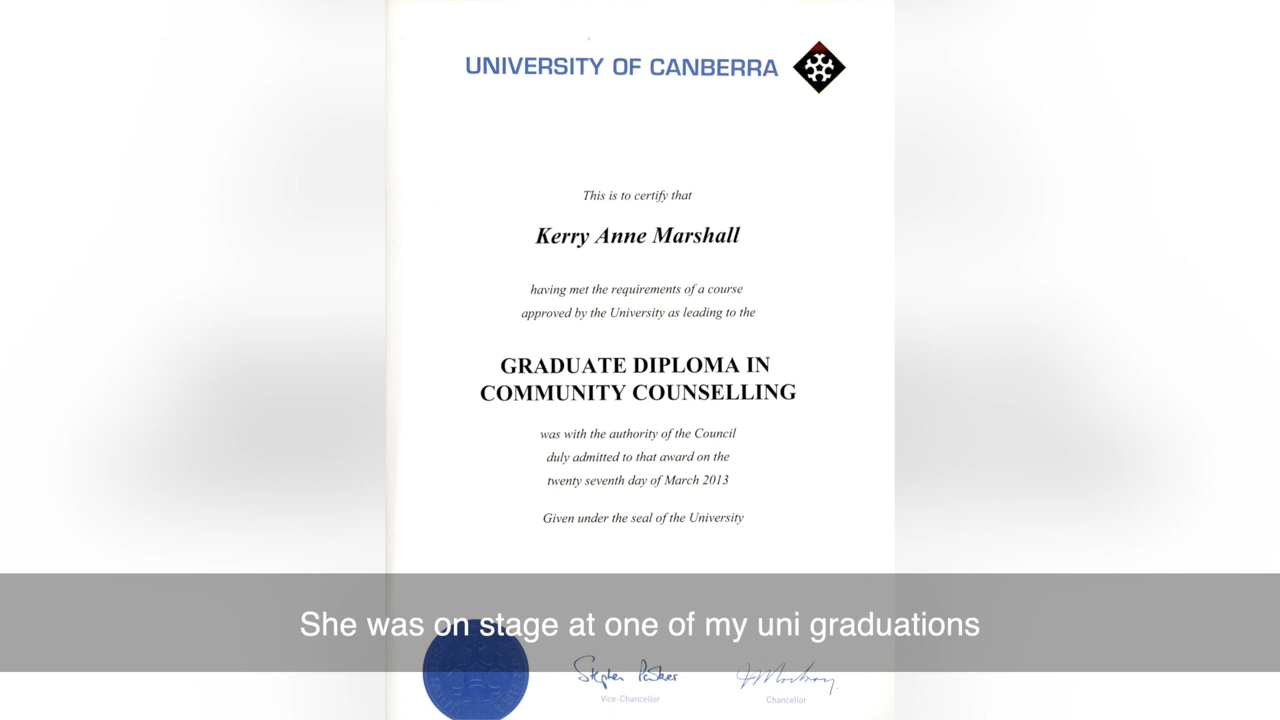 UNIVERSITY OF CANBERRA
This is to certify that
Kerry Anne Marshall
having met the requirements of a course
approved by the University as leading to the
GRADUATE DIPLOMA IN
COMMUNITY COUNSELLING
was with the authority of the Council
duly admitted to that award on the
twenty seventh day of March 2013
Given under the seal of the University
She was on stage at one of my uni graduations
Stephen Parker
Vice-Chancellor
Chancellor